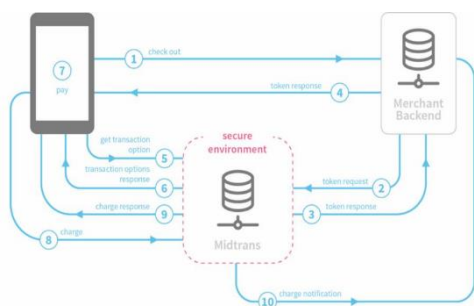 1
check out
7
pay
token response
4
Merchant
Backend
get transaction
option
5
secure
environment
transaction options
response
6
token request
2
charge response
9
3
token response
Midtrans
8
charge
10
charge notification